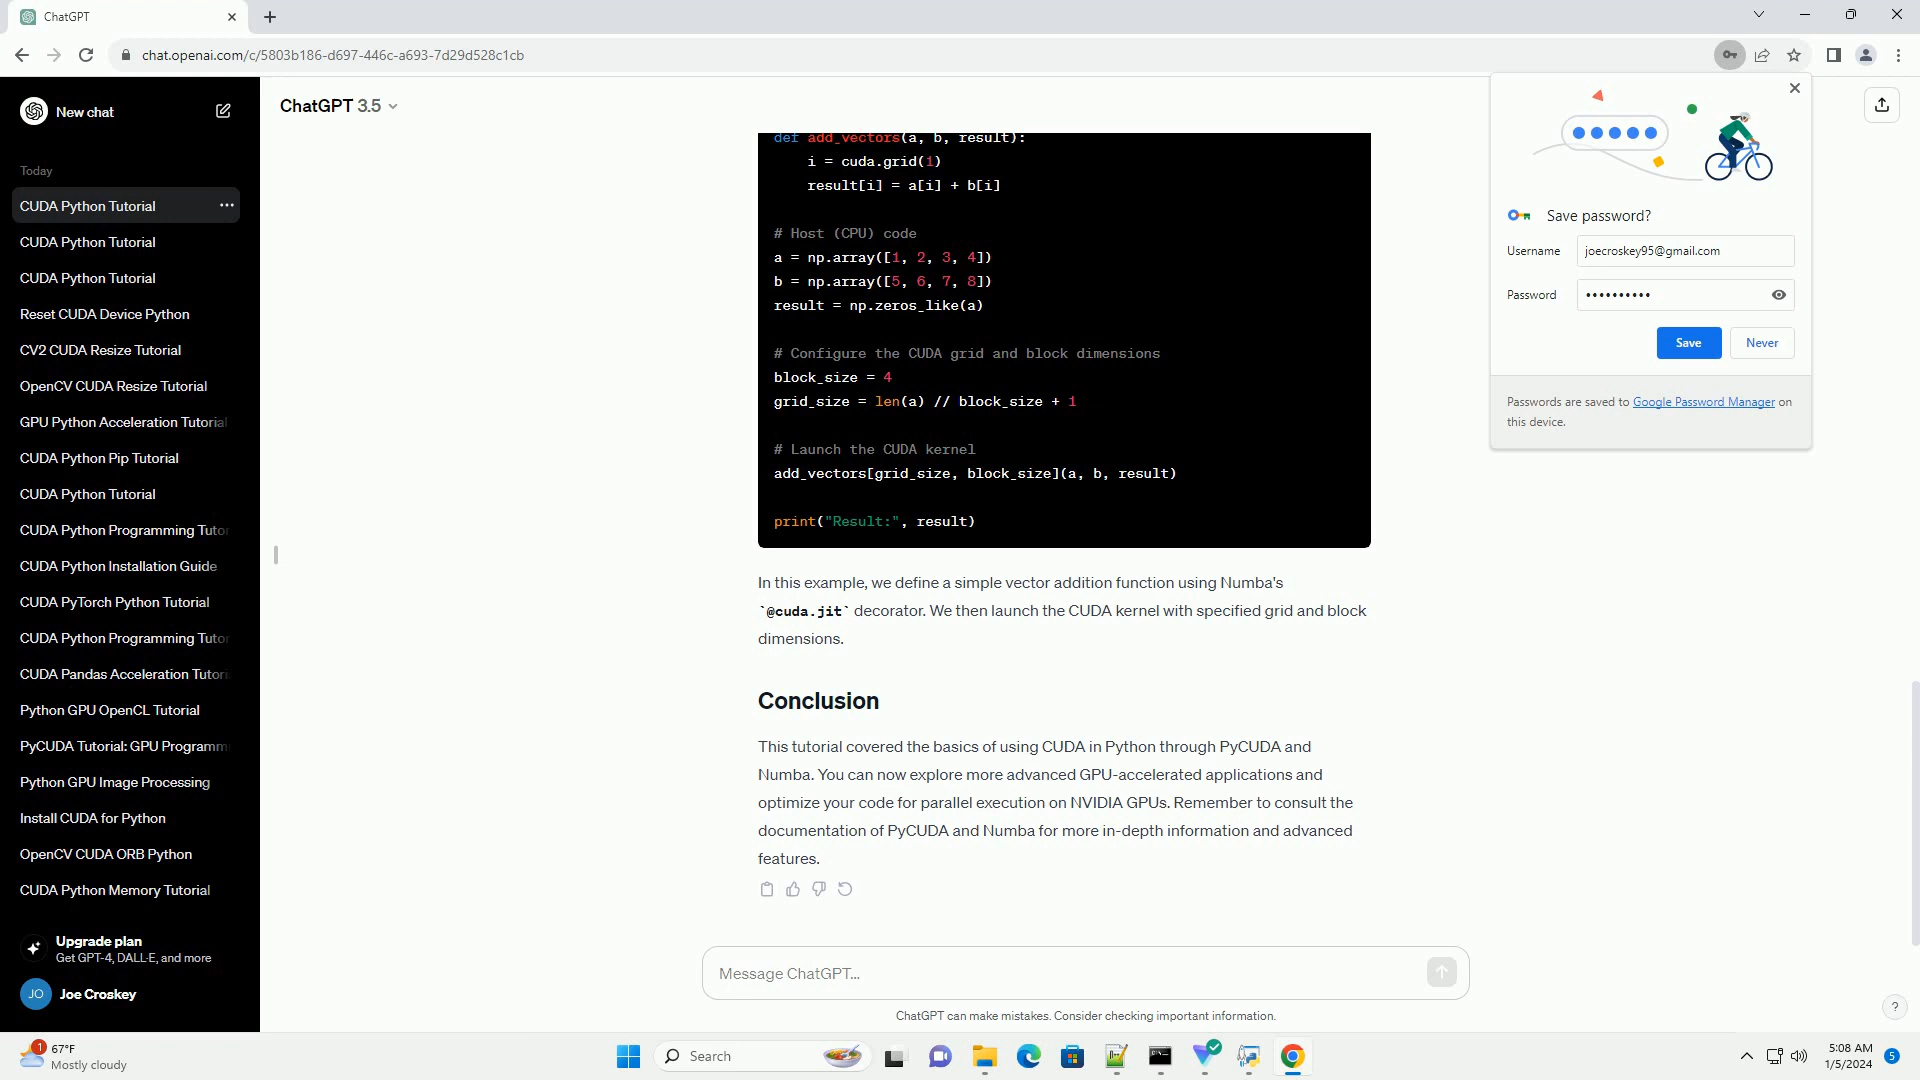 ChatGPT
chat.openai.com/c/5803b186-d697-446c-a693-7d29d528c1cb
New chat
Today
CUDA Python Tutorial
CUDA Python Tutorial
CUDA Python Tutorial
Reset CUDA Device Python
CV2 CUDA Resize Tutorial
OpenCV CUDA Resize Tutorial
GPU Python Acceleration Tutorial
CUDA Python Pip Tutorial
CUDA Python Tutorial
CUDA Python Programming Tutor
CUDA Python Installation Guide
CUDA PyTorch Python Tutorial
CUDA Python Programming Tutor
CUDA Pandas Acceleration Tutori
Python GPU OpenCL Tutorial
PyCUDA Tutorial: GPU Programm
Python GPU Image Processing
Install CUDA for Python
OpenCV CUDA ORB Python
CUDA Python Memory Tutorial
Upgrade plan
Get GPT-4, DALL·E, and more
JO Joe Croskey
ChatGPT 3.5
def add_vectors(a, b, result):
i = cuda.grid(1)
result[i] = a[i] + b[i]
# Host (CPU) code
a = np.array([1, 2, 3, 4])
b = np.array([5, 6, 7, 8])
result = np.zeros_like(a)
# Configure the CUDA grid and block dimensions
block_size = 4
grid_size = len(a) // block_size + 1
# Launch the CUDA kernel
add_vectors[grid_size, block_size](a, b, result)
print("Result:", result)
In this example, we define a simple vector addition function using Numba's
`@cuda.jit` decorator. We then launch the CUDA kernel with specified grid and block
dimensions.
Conclusion
This tutorial covered the basics of using CUDA in Python through PyCUDA and
Numba. You can now explore more advanced GPU-accelerated applications and
optimize your code for parallel execution on NVIDIA GPUs. Remember to consult the
documentation of PyCUDA and Numba for more in-depth information and advanced
features.
Message ChatGPT...
ChatGPT can make mistakes. Consider checking important information.
?
Save password?
Username joecroskey95@gmail.com
Password ••••••••••
Save Never
Passwords are saved to Google Password Manager on
this device.
1
67°F
Mostly cloudy
Search
5:08 AM
1/5/2024
5